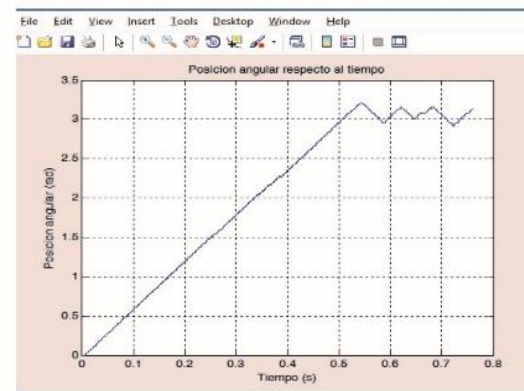 File Edit View Insert Tools Desktop Window Help
Posicion angular respecto al tiempo
3.5
3
2.5
2
1.5
1
0.5
0
Posicion angular (rad)
0 0.1 0.2 0.3 0.4 0.5 0.6 0.7 0.8
Tiempo (s)